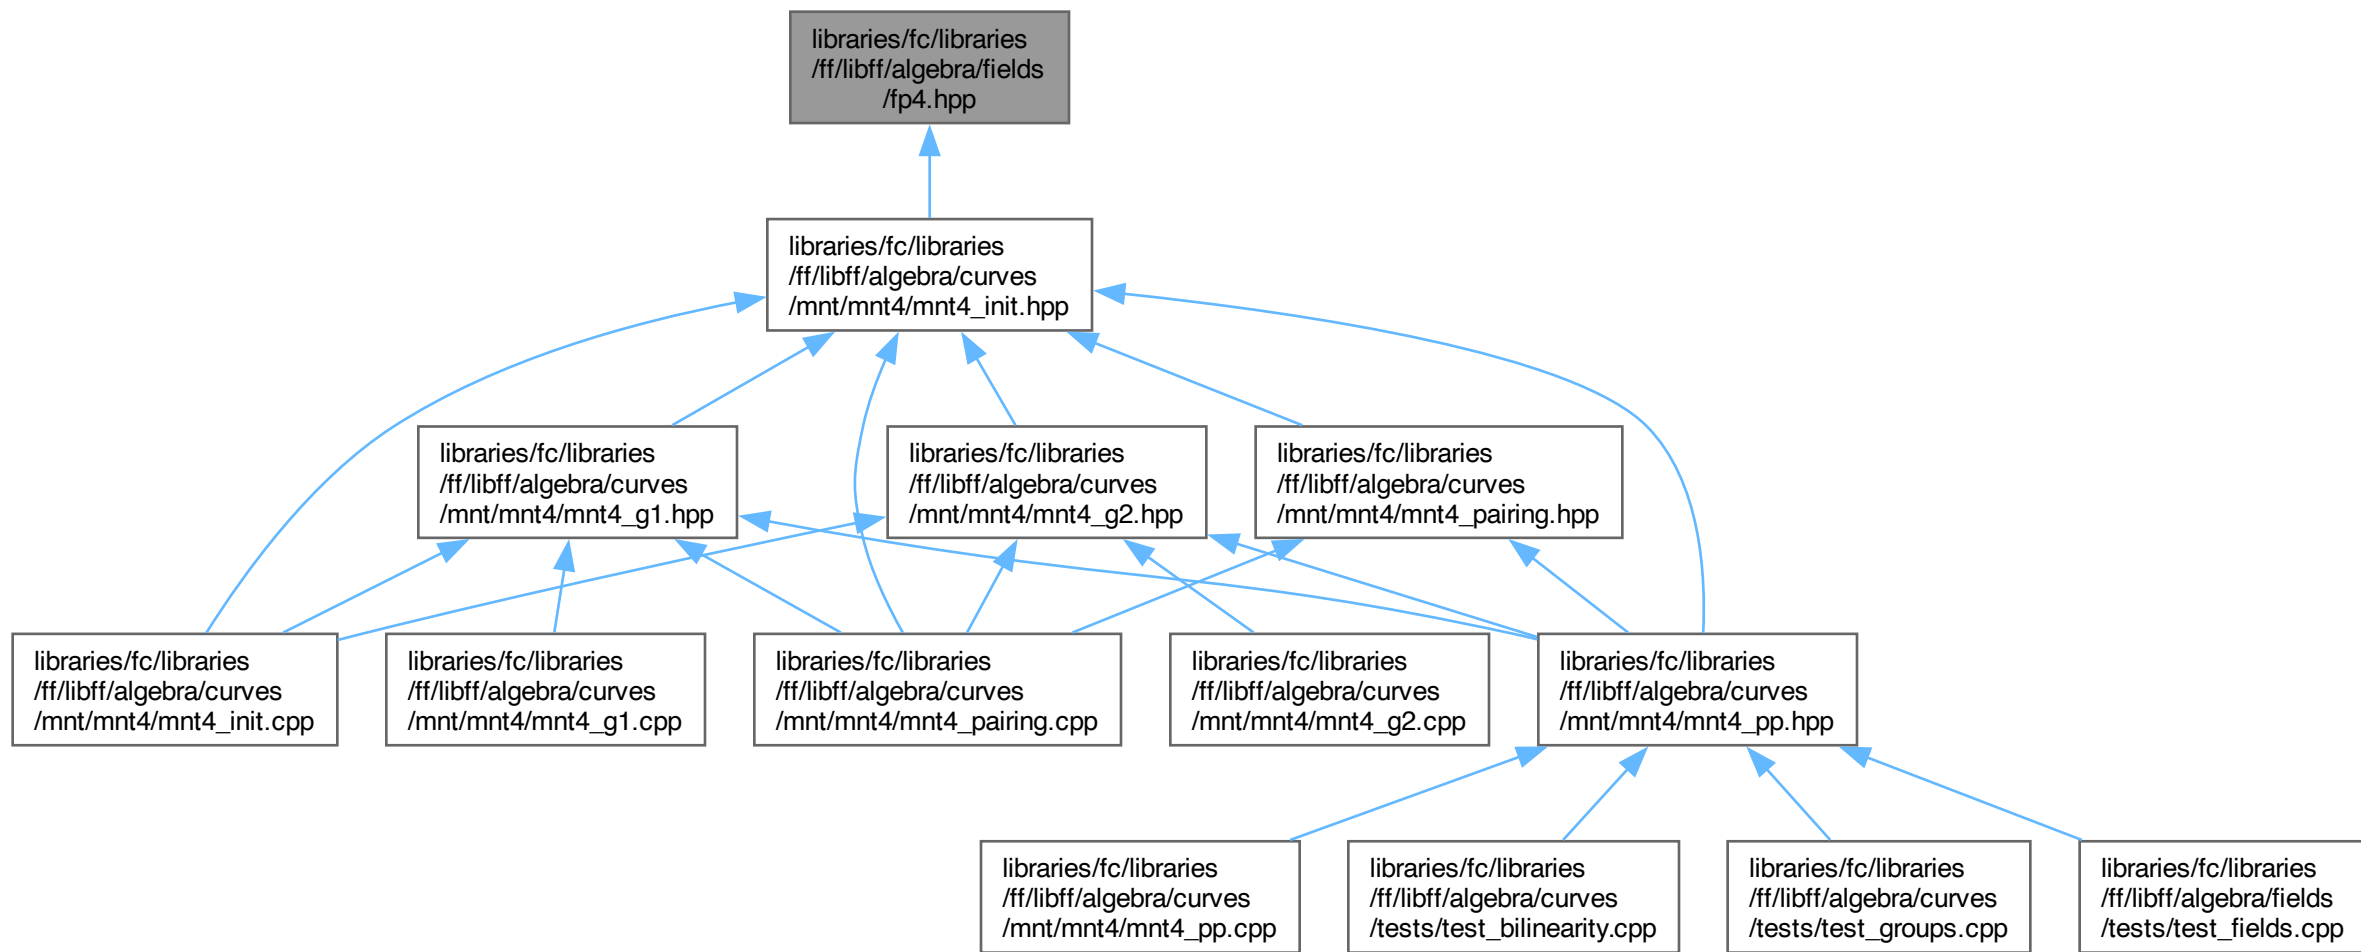 libraries/fc/libraries
/ff/libff/algebra/fields
/fp4.hpp
libraries/fc/libraries
/ff/libff/algebra/curves
/mnt/mnt4/mnt4_init.hpp
libraries/fc/libraries
/ff/libff/algebra/curves
/mnt/mnt4/mnt4_g1.hpp
libraries/fc/libraries
/ff/libff/algebra/curves
/mnt/mnt4/mnt4_g2.hpp
libraries/fc/libraries
/ff/libff/algebra/curves
/mnt/mnt4/mnt4_pairing.hpp
libraries/fc/libraries
/ff/libff/algebra/curves
/mnt/mnt4/mnt4_init.cpp
libraries/fc/libraries
/ff/libff/algebra/curves
/mnt/mnt4/mnt4_g1.cpp
libraries/fc/libraries
/ff/libff/algebra/curves
/mnt/mnt4/mnt4_pairing.cpp
libraries/fc/libraries
/ff/libff/algebra/curves
/mnt/mnt4/mnt4_g2.cpp
libraries/fc/libraries
/ff/libff/algebra/curves
/mnt/mnt4/mnt4_pp.hpp
libraries/fc/libraries
/ff/libff/algebra/curves
/mnt/mnt4/mnt4_pp.cpp
libraries/fc/libraries
/ff/libff/algebra/curves
/tests/test_bilinearity.cpp
libraries/fc/libraries
/ff/libff/algebra/curves
/tests/test_groups.cpp
libraries/fc/libraries
/ff/libff/algebra/fields
/tests/test_fields.cpp